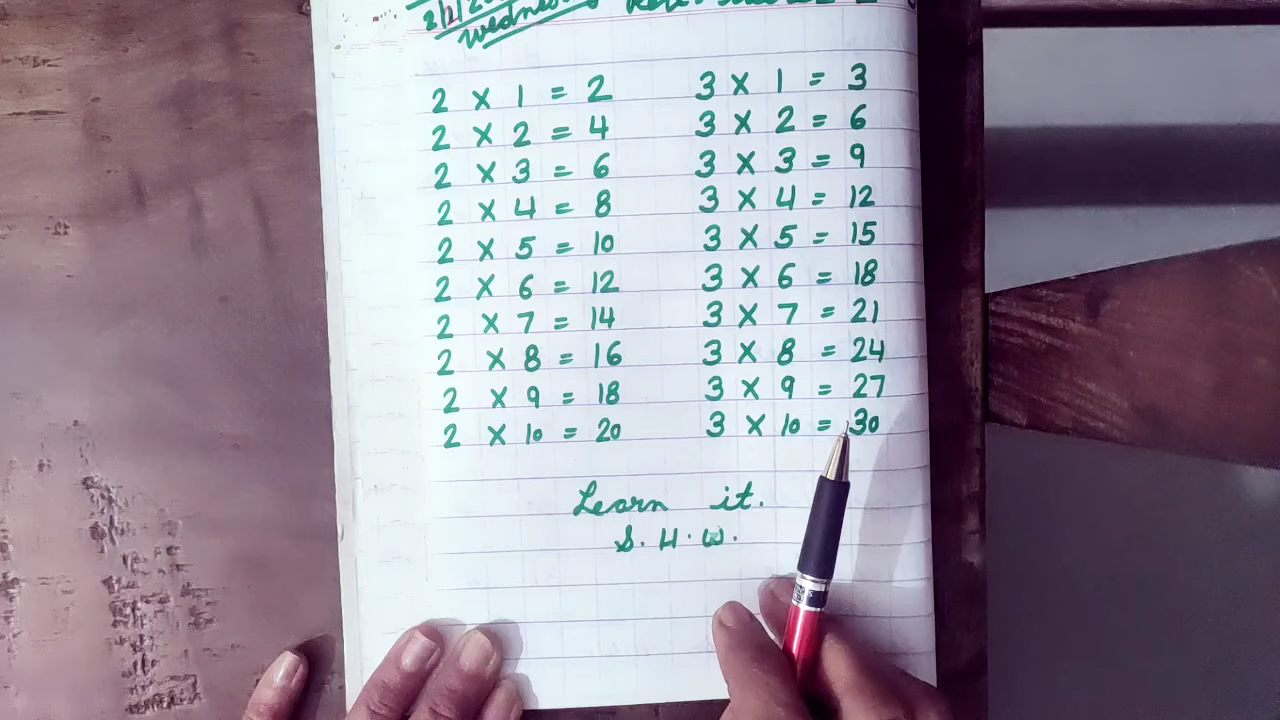 Wednes
2 X 1 = 2 3 X 1 = 3
2 X 2 = 4 3 X 2 = 6
2 X 3 = 6 3 X 3 = 9
2 X 4 = 8 3 X 4 = 12
2 X 5 = 10 3 X 5 = 15
2 X 6 = 12 3 X 6 = 18
2 X 7 = 14 3 X 7 = 21
2 X 8 = 16 3 X 8 = 24
2 X 9 = 18 3 X 9 = 27
2 X 10 = 20 3 X 10 = 30
Learn it.
S. H. W.